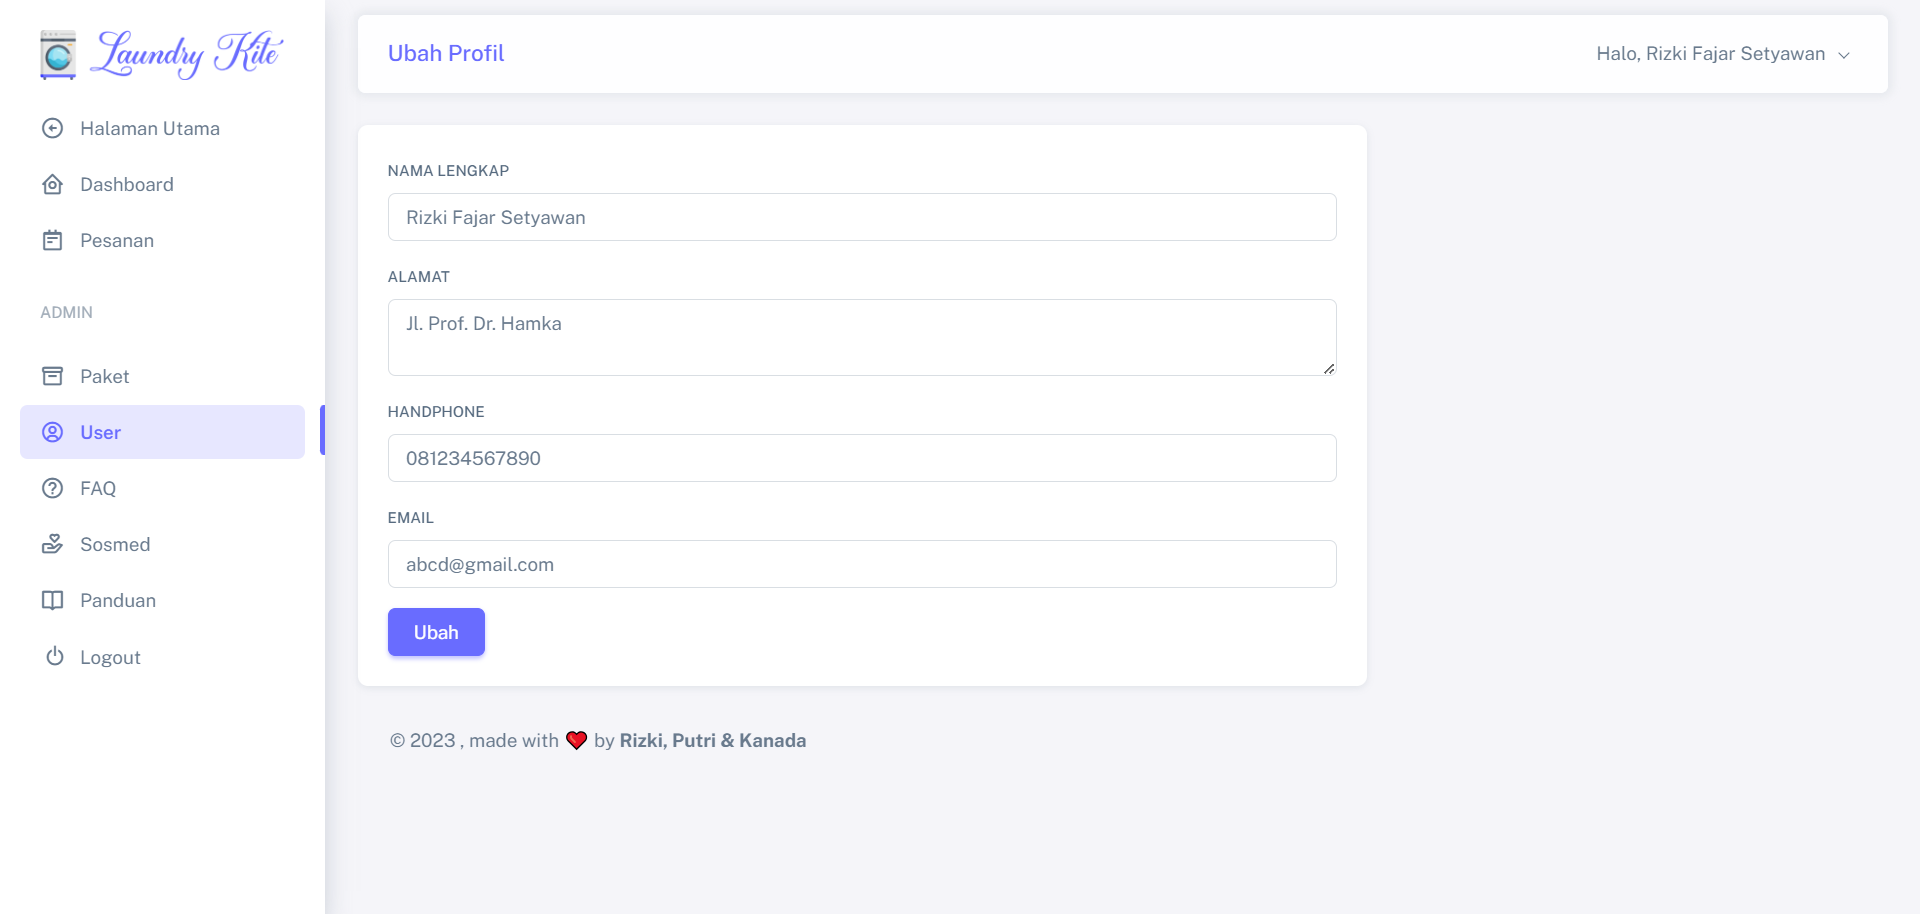 Laundry Kite
Halaman Utama
Dashboard
Pesanan
ADMIN
Paket
User
FAQ
Sosmed
Panduan
Logout
Ubah Profil
Halo, Rizki Fajar Setyawan
NAMA LENGKAP
Rizki Fajar Setyawan
ALAMAT
Jl. Prof. Dr. Hamka
HANDPHONE
081234567890
EMAIL
abcd@gmail.com
Ubah
© 2023 , made with ❤️ by Rizki, Putri & Kanada